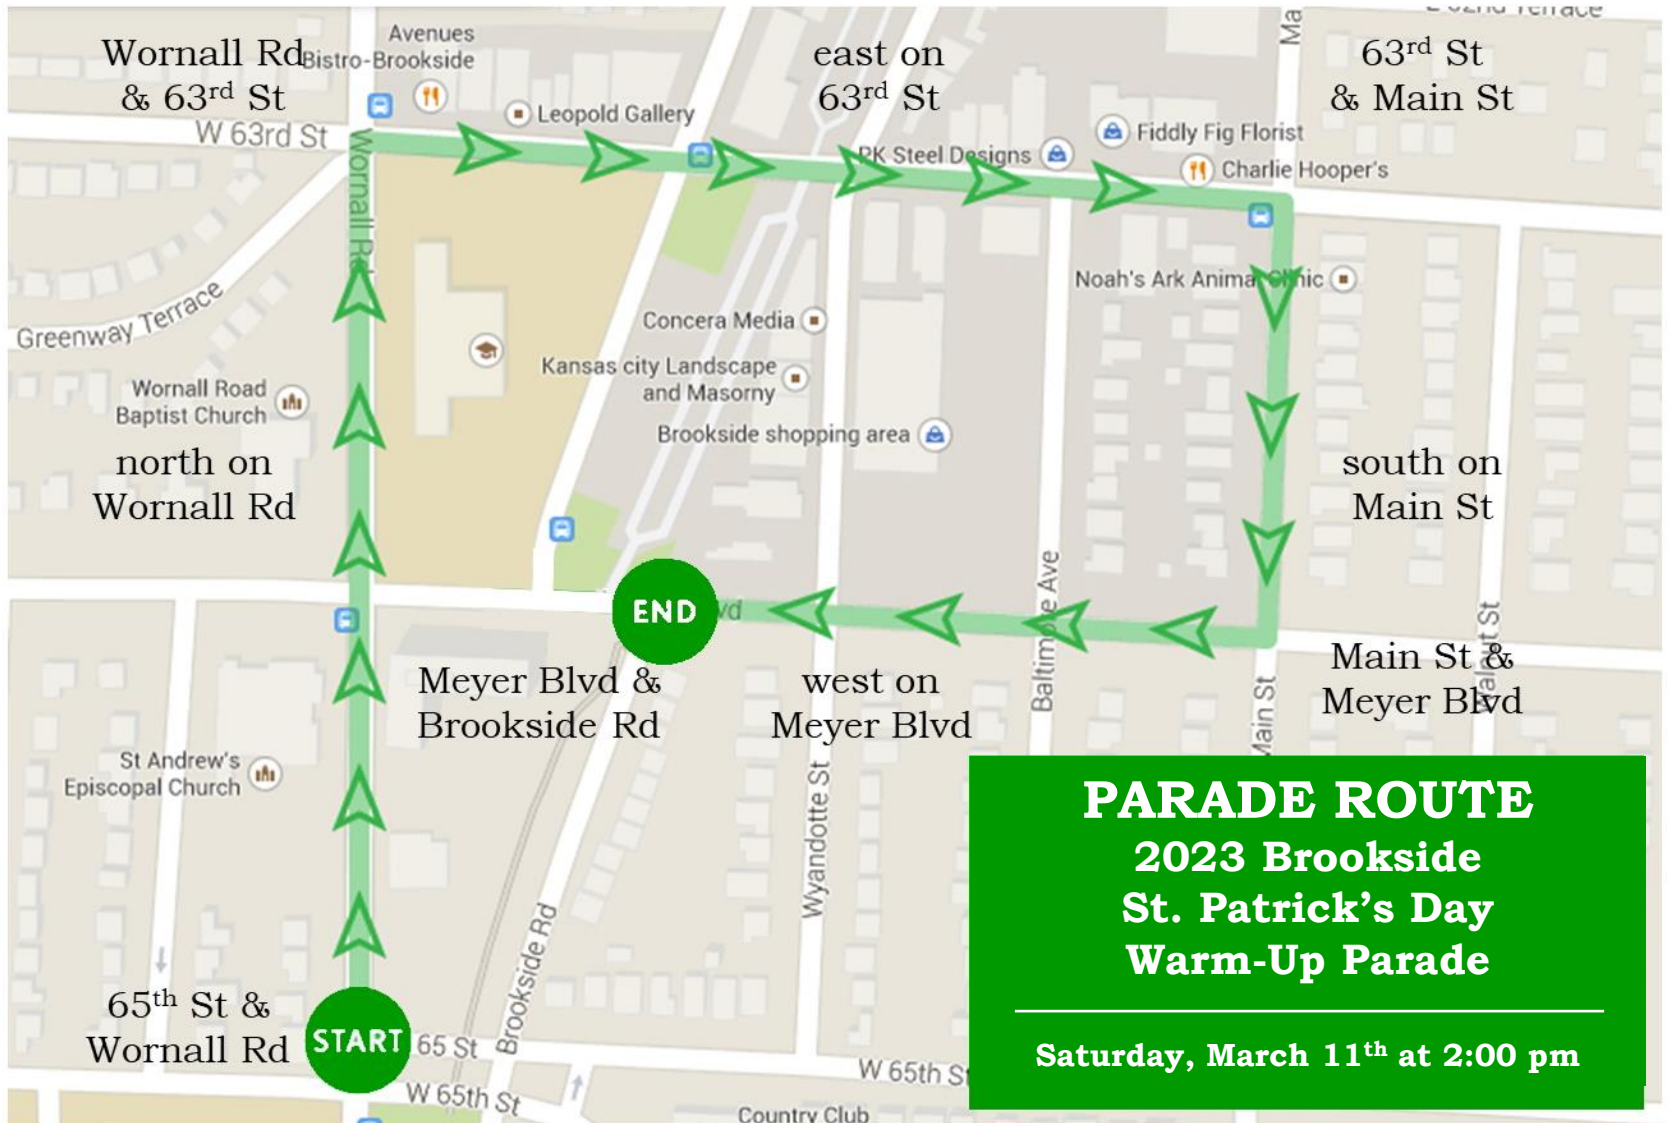 E 62nd Terrace
Ma
Avenues
Bistro-Brookside
Wornall Rd
& 63rd St
east on
63rd St
63rd St
& Main St
Leopold Gallery
W 63rd St
Fiddly Fig Florist
PK Steel Designs
Charlie Hooper's
Wornall Rd
Noah's Ark Animal Clinic
Greenway Terrace
Concera Media
Kansas city Landscape
and Masorny
Wornall Road
Baptist Church
Brookside shopping area
north on
Wornall Rd
south on
Main St
END
vd
Baltimore Ave
Walnut St
Main St &
Meyer Blvd
Meyer Blvd &
Brookside Rd
west on
Meyer Blvd
Main St
St Andrew's
Episcopal Church
Wyandotte St
PARADE ROUTE
2023 Brookside
St. Patrick's Day
Warm-Up Parade
Saturday, March 11th at 2:00 pm
Brookside Rd
65th St &
Wornall Rd
START
65 St
W 65th St
W 65th S
Country Club